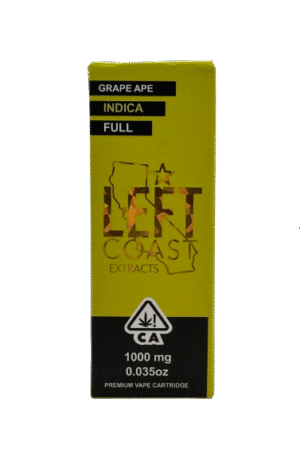 GRAPE APE
INDICA
FULL
LEFT
COAST
EXTRACTS
!
CA
1000 mg
0.035oz
PREMIUM VAPE CARTRIDGE